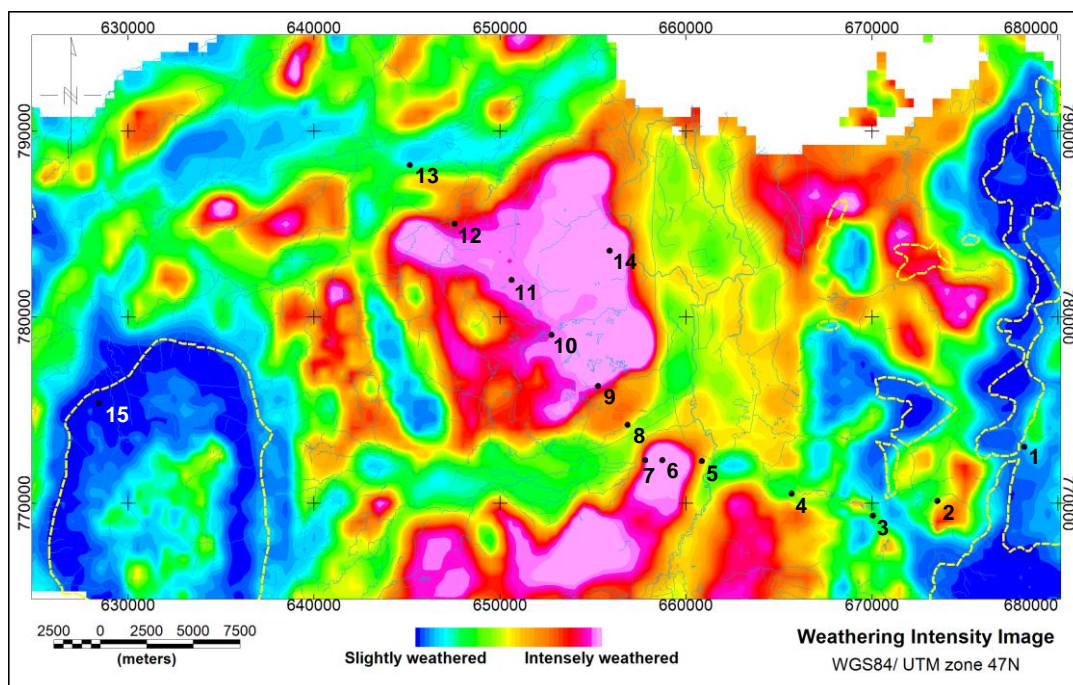 630000 640000 650000 660000 670000 680000
N
790000 790000
13
12
14
11
780000 780000
10
9
15
8
1
7 6 5
4 2
770000 3 770000
630000 640000 650000 660000 670000 680000
2500 0 2500 5000 7500
(meters)
Slightly weathered Intensely weathered
Weathering Intensity Image
WGS84/ UTM zone 47N